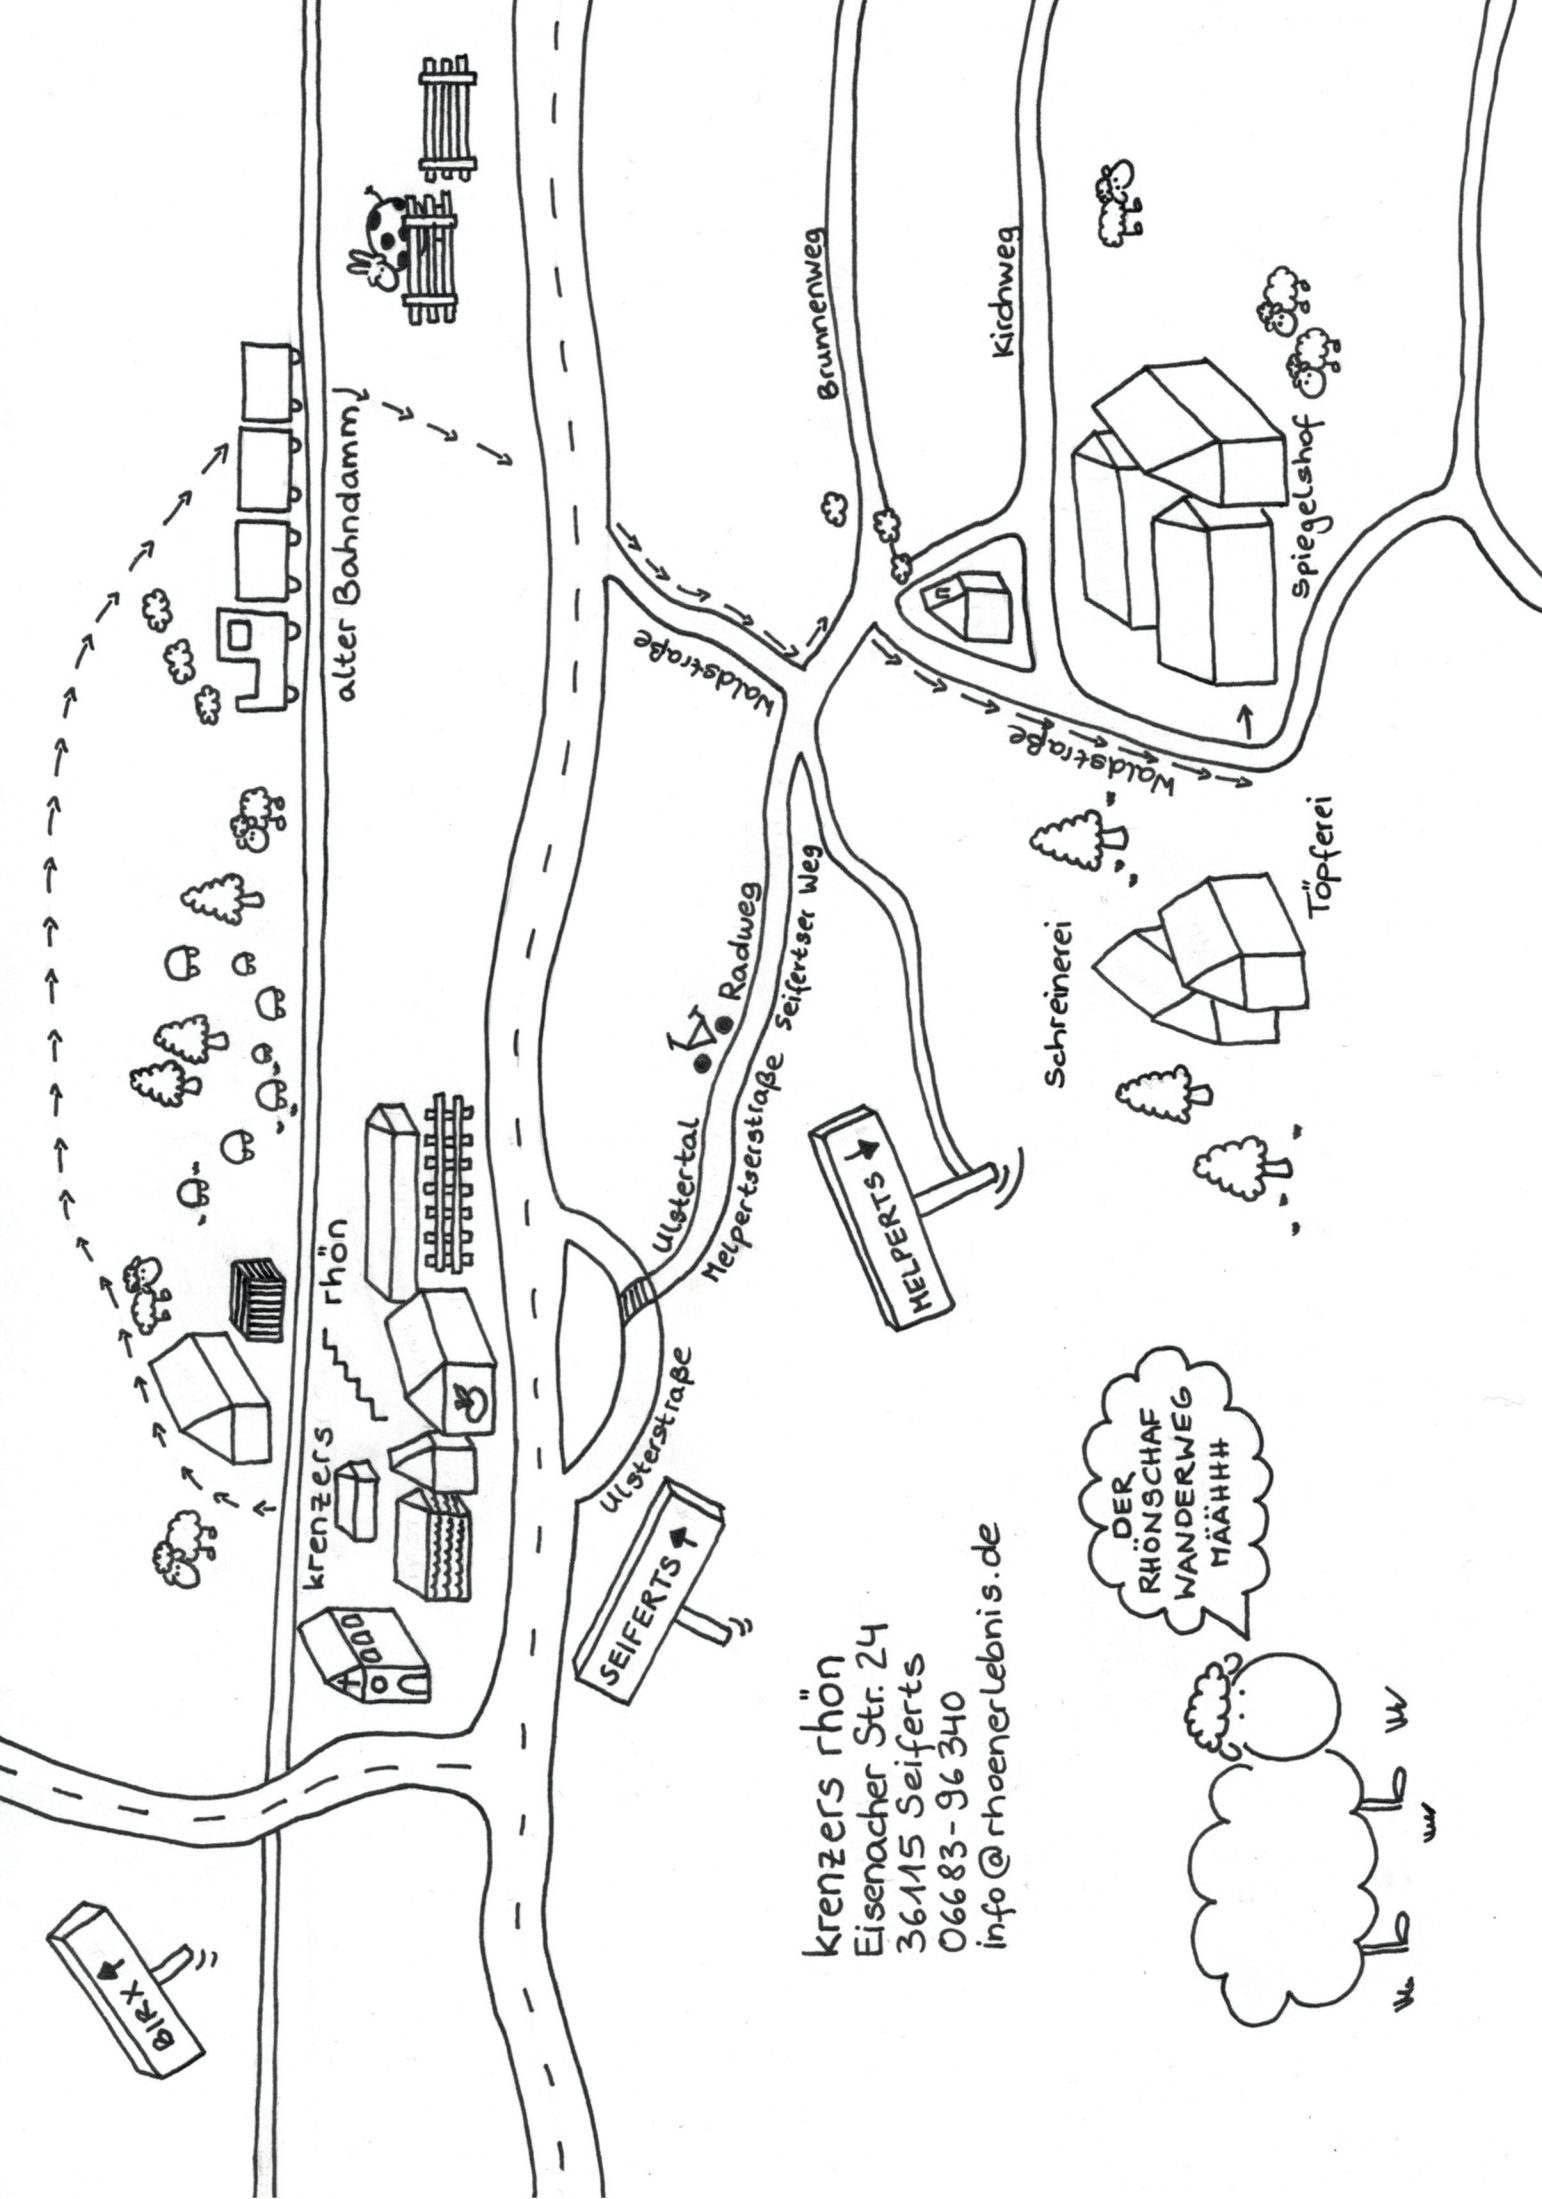 BIRX
krenzers rhön
alter Bahndamm
SEIFERTS
Ulsterstraße
Ulstertal Radweg
Melpertserstraße Seifertser Weg
Waldstraße
Brunnenweg
Kirchweg
Waldstraße
MELPERTS
Schreinerei
Töpferei
Spiegelshof
krenzers rhön
Eisenacher Str. 24
36115 Seiferts
06683-96340
info@rhoenerlebnis.de
DER
RHÖNSCHAF
WANDERWEG
MÄÄHHH